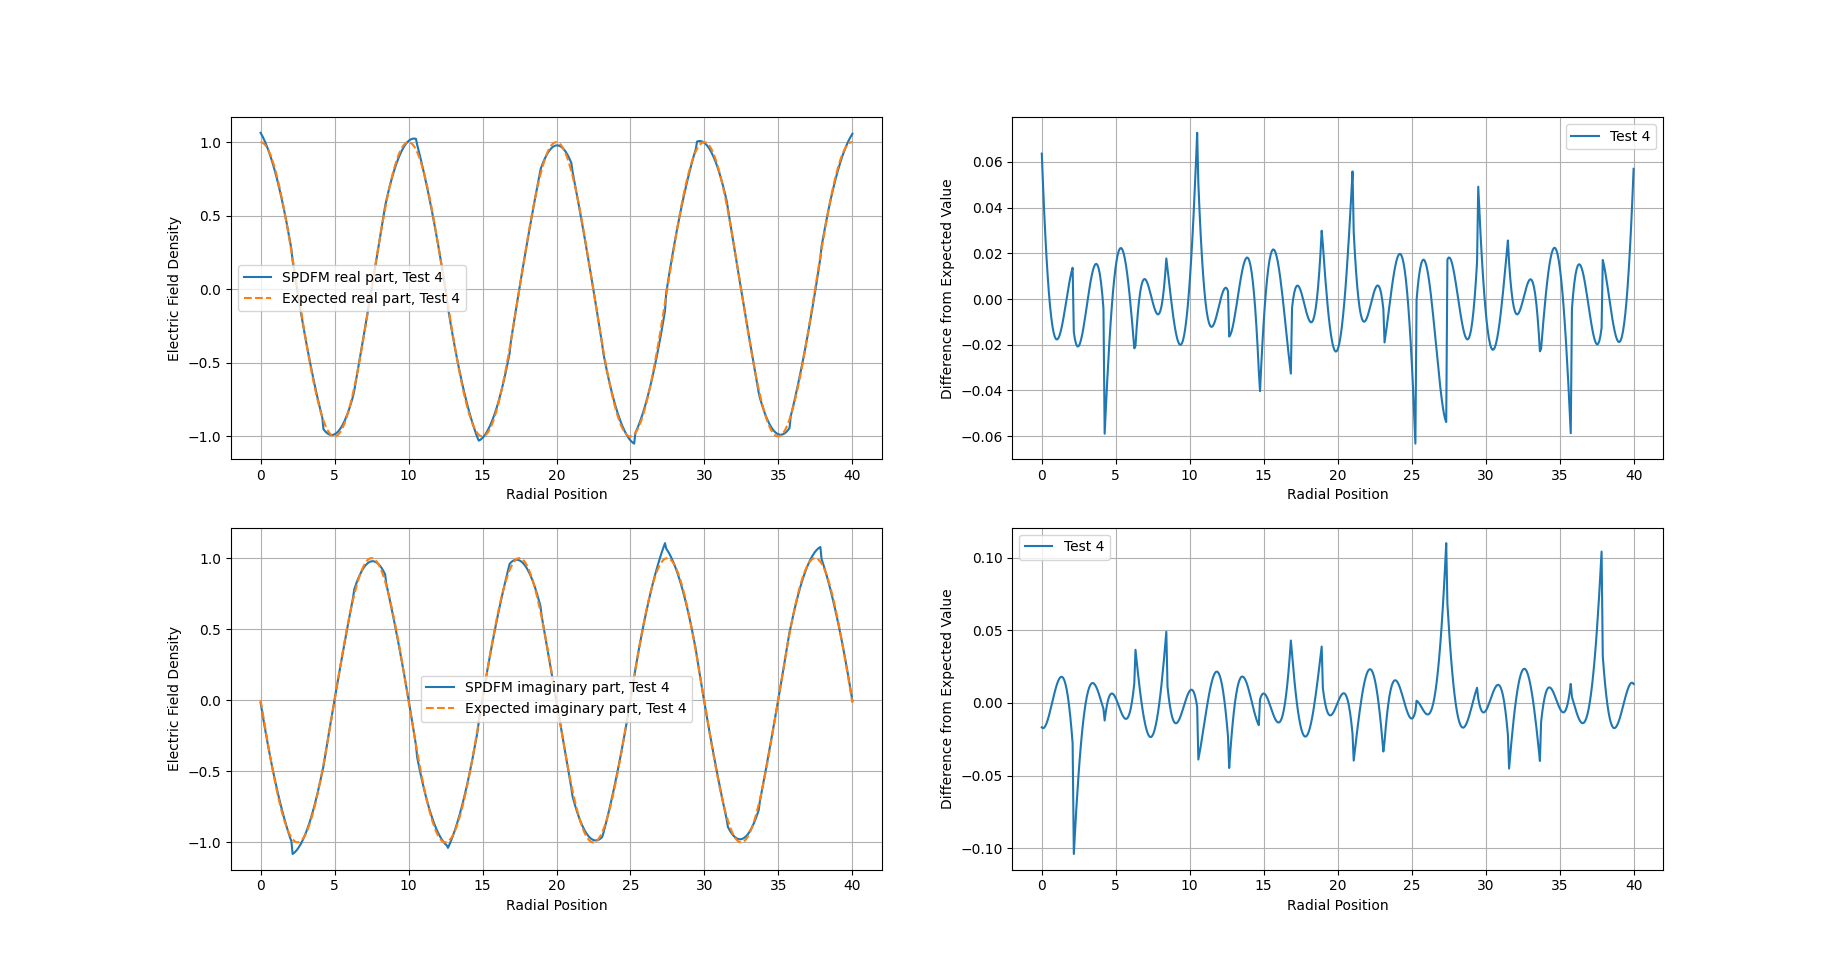 1.0
0.5
0.0
−0.5
−1.0
Electric Field Density
SPDFM real part, Test 4
Expected real part, Test 4
0 5 10 15 20 25 30 35 40
Radial Position
0.06
0.04
0.02
0.00
−0.02
−0.04
−0.06
Difference from Expected Value
Test 4
0 5 10 15 20 25 30 35 40
Radial Position
1.0
0.5
0.0
−0.5
−1.0
Electric Field Density
SPDFM imaginary part, Test 4
Expected imaginary part, Test 4
0 5 10 15 20 25 30 35 40
Radial Position
0.10
0.05
0.00
−0.05
−0.10
Difference from Expected Value
Test 4
0 5 10 15 20 25 30 35 40
Radial Position